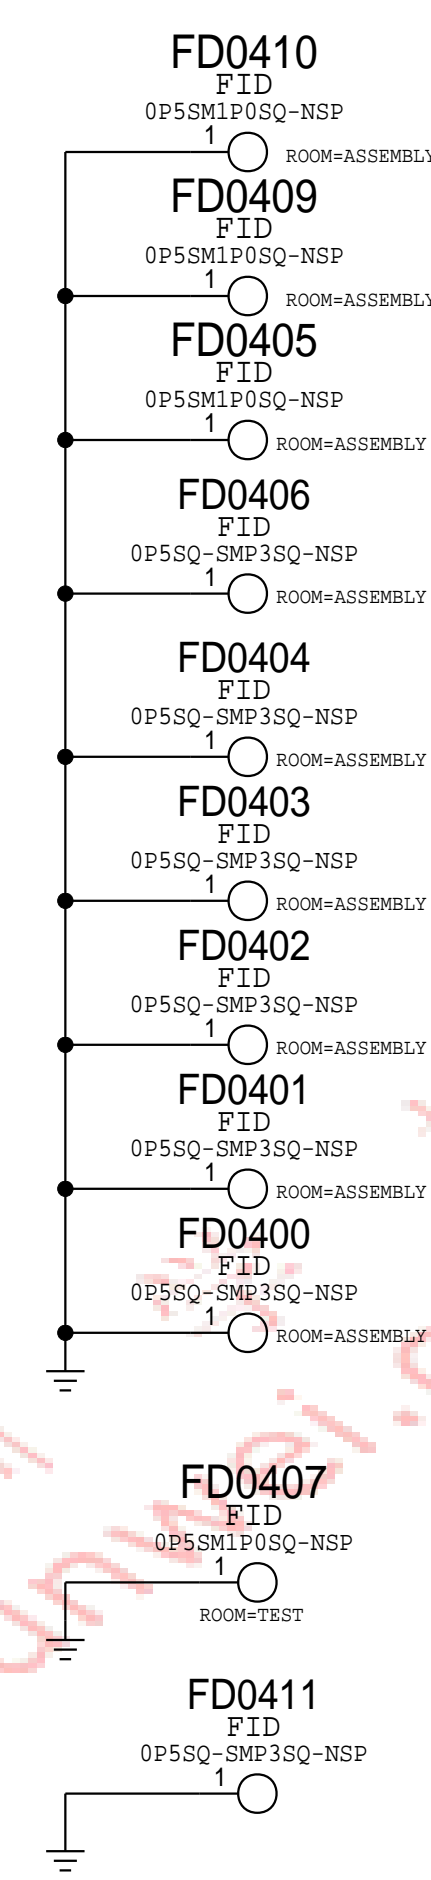 FD0410
FID
0P5SM1P0SQ-NSP
1
ROOM=ASSEMBLY
FD0409
FID
0P5SM1P0SQ-NSP
1
ROOM=ASSEMBLY
FD0405
FID
0P5SM1P0SQ-NSP
1
ROOM=ASSEMBLY
FD0406
FID
0P5SQ-SMP3SQ-NSP
1
ROOM=ASSEMBLY
FD0404
FID
0P5SQ-SMP3SQ-NSP
1
ROOM=ASSEMBLY
FD0403
FID
0P5SQ-SMP3SQ-NSP
1
ROOM=ASSEMBLY
FD0402
FID
0P5SQ-SMP3SQ-NSP
1
ROOM=ASSEMBLY
FD0401
FID
0P5SQ-SMP3SQ-NSP
1
ROOM=ASSEMBLY
FD0400
FID
0P5SQ-SMP3SQ-NSP
1
ROOM=ASSEMBLY
FD0407
FID
0P5SM1P0SQ-NSP
1
ROOM=TEST
FD0411
FID
0P5SQ-SMP3SQ-NSP
1